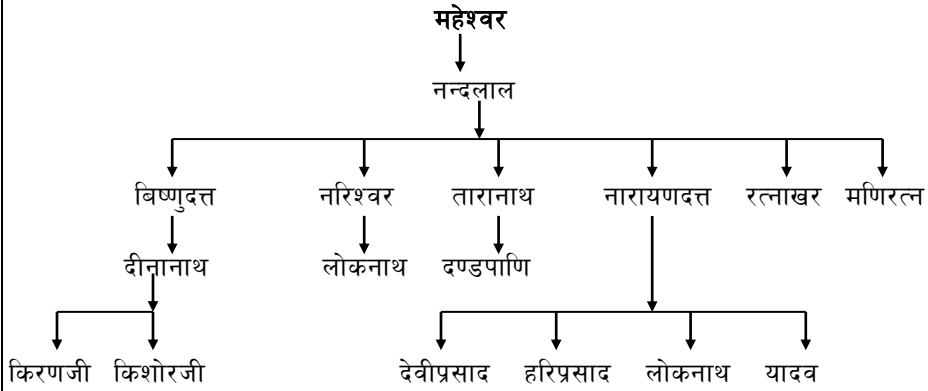 महेश्वर
नन्दलाल
बिष्णुदत्त नरिश्वर तारानाथ नारायणदत्त रत्नाखर मणिरत्न
दीनानाथ लोकनाथ दण्डपाणि
किरणजी किशोरजी देवीप्रसाद हरिप्रसाद लोकनाथ यादव